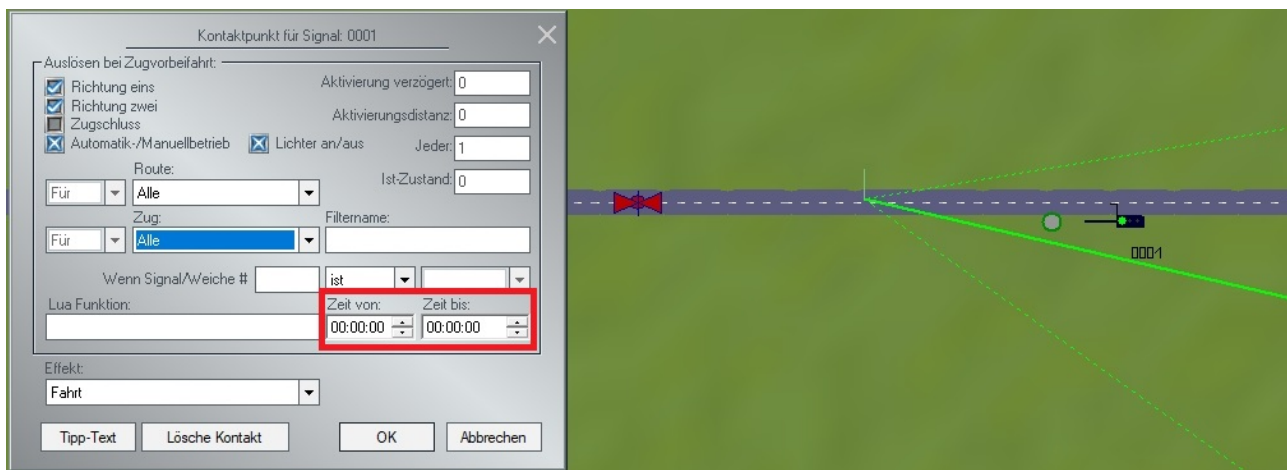 Kontaktpunkt für Signal: 0001
Auslösen bei Zugvorbeifahrt:
Richtung eins
Aktivierung verzögert: 0
Richtung zwei
Aktivierungsdistanz: 0
Zugschluss
Automatik-/Manuellbetrieb Lichter an/aus Jeder: 1
Route:
Ist-Zustand: 0
Für Alle
Zug: Filtername:
Für Alle
Wenn Signal/Weiche # ist
Lua Funktion: Zeit von: Zeit bis:
00:00:00 00:00:00
Effekt:
Fahrt
Tipp-Text Lösche Kontakt OK Abbrechen
0001